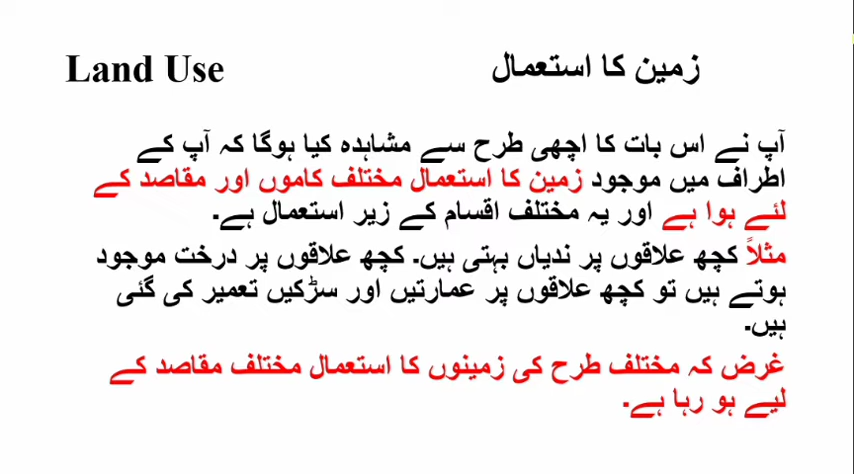 Land Use
زمین کا استعمال
آپ نے اس بات کا اچھی طرح سے مشاہدہ کیا ہوگا کہ آپ کے
اطراف میں موجود زمین کا استعمال مختلف کاموں اور مقاصد کے
لئے ہوا ہے اور یہ مختلف اقسام کے زیر استعمال ہے۔
مثلاً کچھ علاقوں پر ندیاں بہتی ہیں۔ کچھ علاقوں پر درخت موجود
ہوتے ہیں تو کچھ علاقوں پر عمارتیں اور سڑکیں تعمیر کی گئی
ہیں۔
غرض کہ مختلف طرح کی زمینوں کا استعمال مختلف مقاصد کے
لیے ہو رہا ہے۔